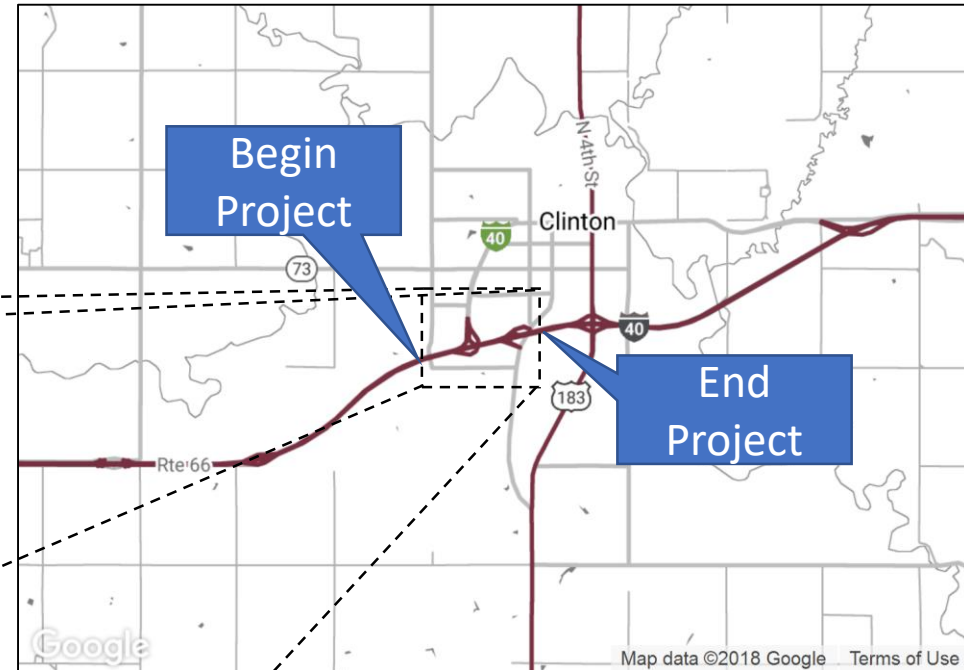 Begin
Project
N 4th St
Clinton
40
73
40
End
Project
183
Rte 66
Google
Map data ©2018 Google Terms of Use